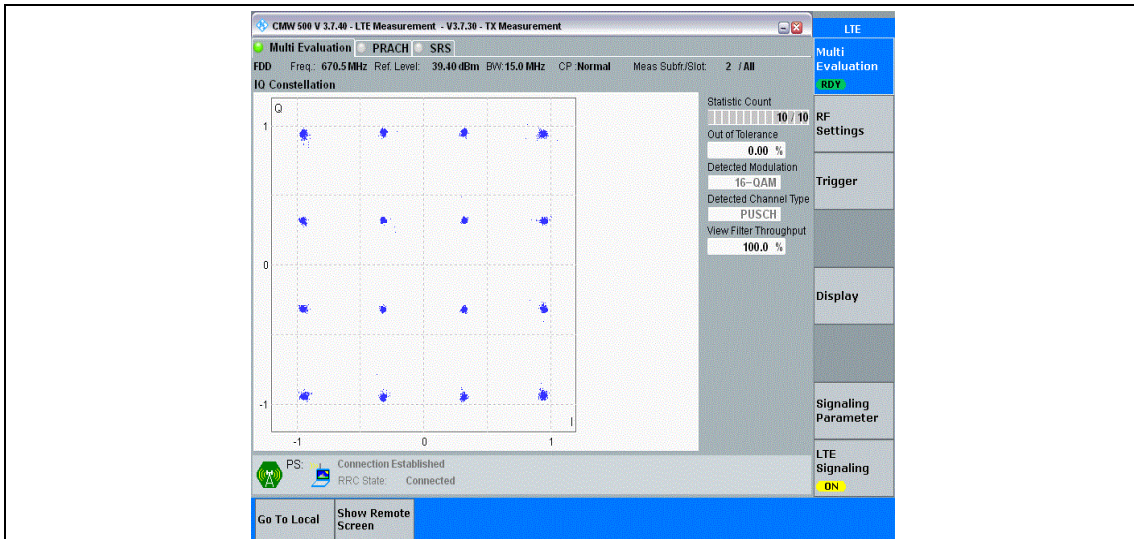 CMW 500 V 3.7.40 - LTE Measurement - V3.7.30 - TX Measurement
LTE
Multi Evaluation PRACH SRS
FDD Freq.: 670.5 MHz Ref. Level: 39.40 dBm BW: 15.0 MHz CP :Normal Meas Subfr./Slot: 2 / All
IQ Constellation
Q
1
0
-1
I
-1 0 1
Statistic Count
10 / 10
Out of Tolerance
0.00 %
Detected Modulation
16-QAM
Detected Channel Type
PUSCH
View Filter Throughput
100.0 %
Multi
Evaluation
RDY
RF
Settings
Trigger
Display
Signaling
Parameter
LTE
Signaling
ON
PS: Connection Established
RRC State: Connected
Go To Local
Show Remote
Screen